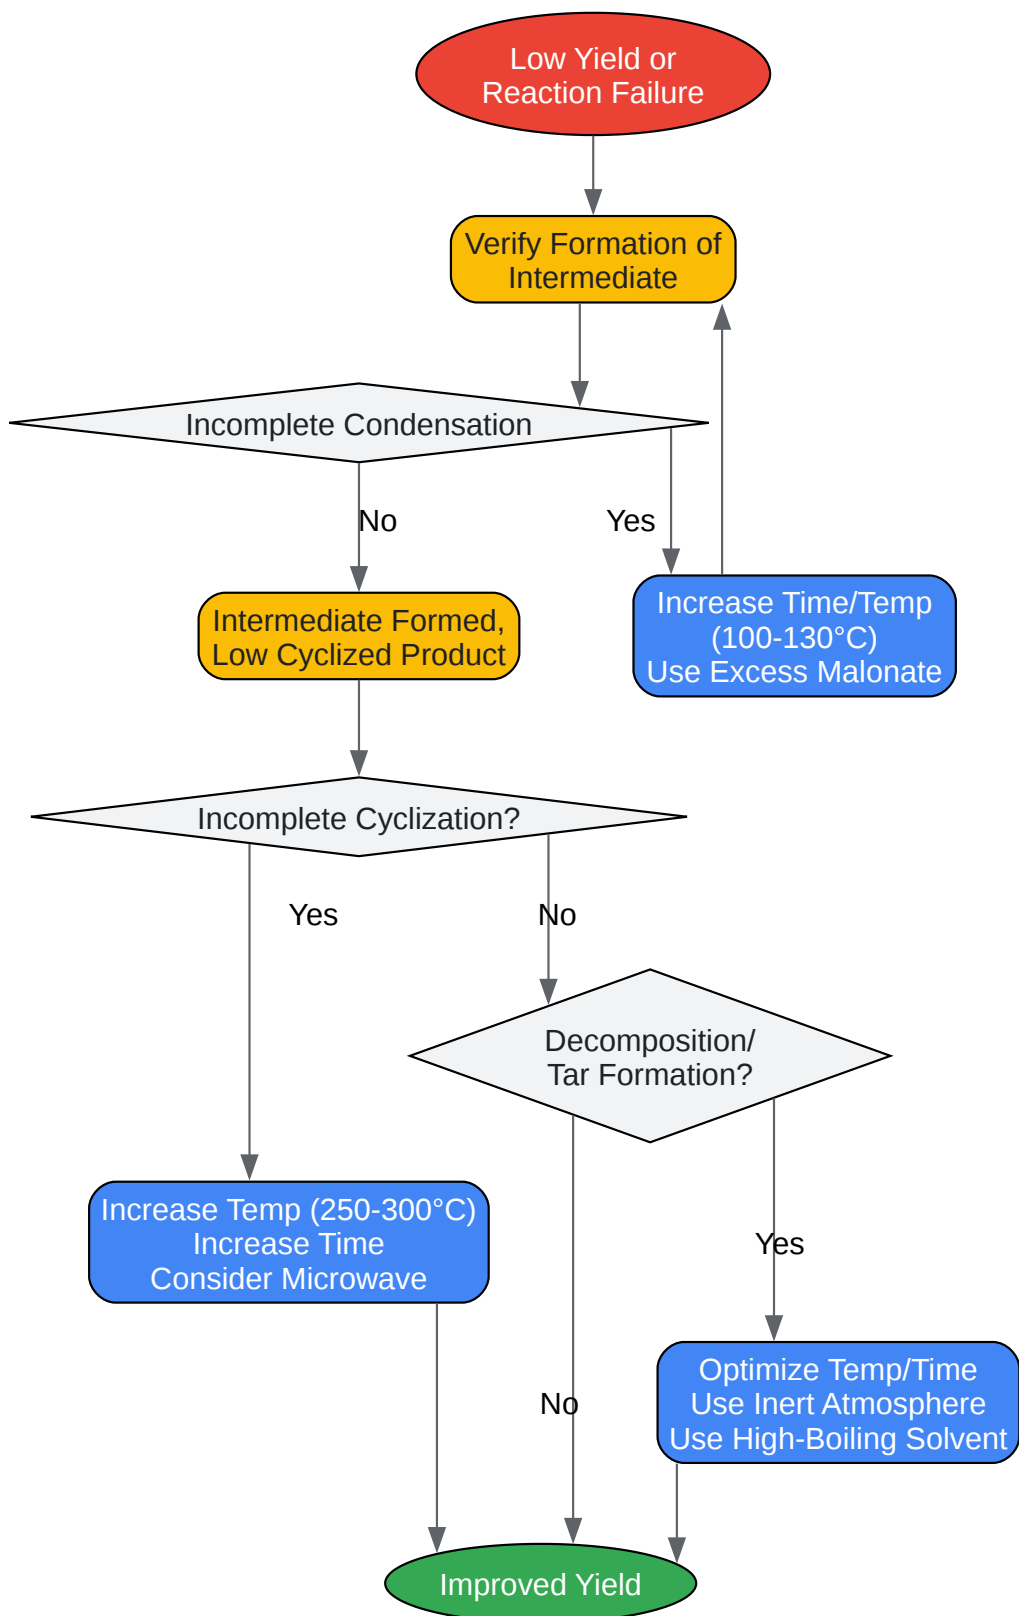 Low Yield or
Reaction Failure
Verify Formation of
Intermediate
Incomplete Condensation
No
Yes
Intermediate Formed,
Low Cyclized Product
Increase Time/Temp
(100-130°C)
Use Excess Malonate
Incomplete Cyclization?
Yes
No
Decomposition/
Tar Formation?
Increase Temp (250-300°C)
Increase Time
Consider Microwave
Yes
No
Optimize Temp/Time
Use Inert Atmosphere
Use High-Boiling Solvent
Improved Yield